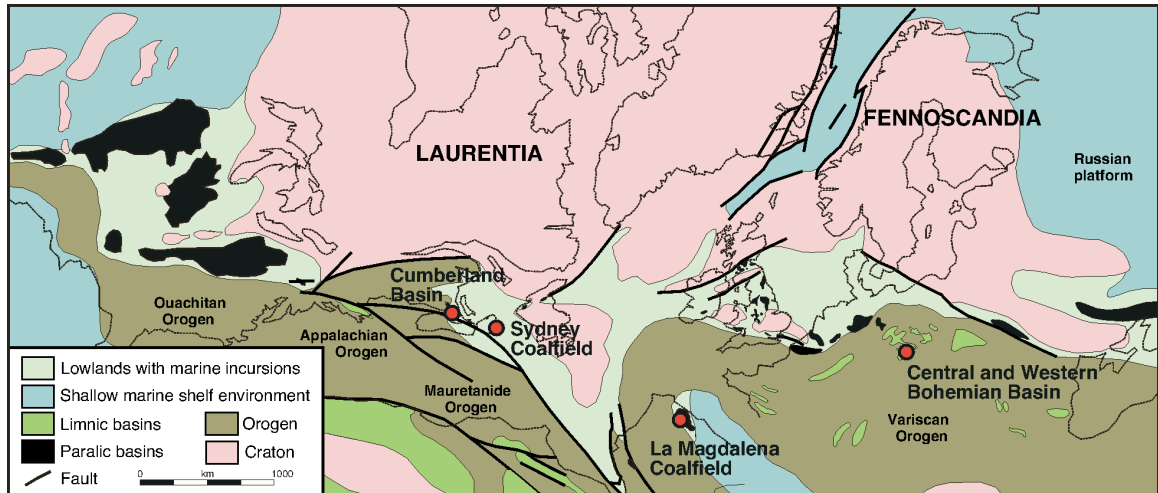 LAURENTIA
FENNOSCANDIA
Russian
platform
Cumberland
Basin
Ouachitan
Orogen
Appalachian
Orogen
Sydney
Coalfield
Mauretanide
Orogen
Central and Western
Bohemian Basin
Variscan
Orogen
La Magdalena
Coalfield
Lowlands with marine incursions
Shallow marine shelf environment
Limnic basins
Orogen
Paralic basins
Craton
Fault
0 km 1000